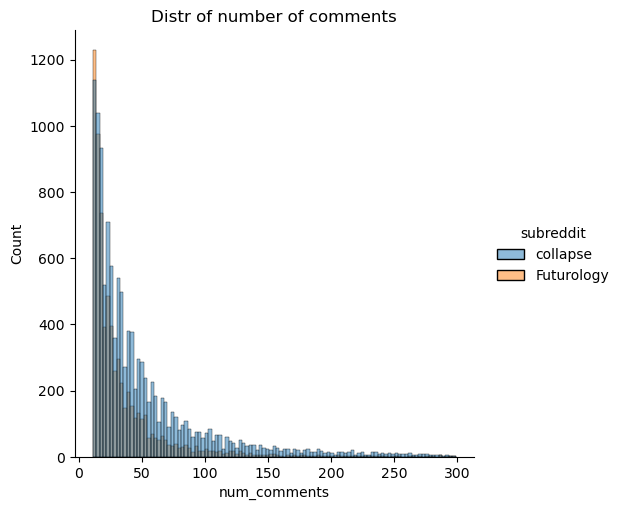 Distr of number of comments
1200
1000
800
600
400
200
0
Count
0 50 100 150 200 250 300
num_comments
subreddit
collapse
Futurology